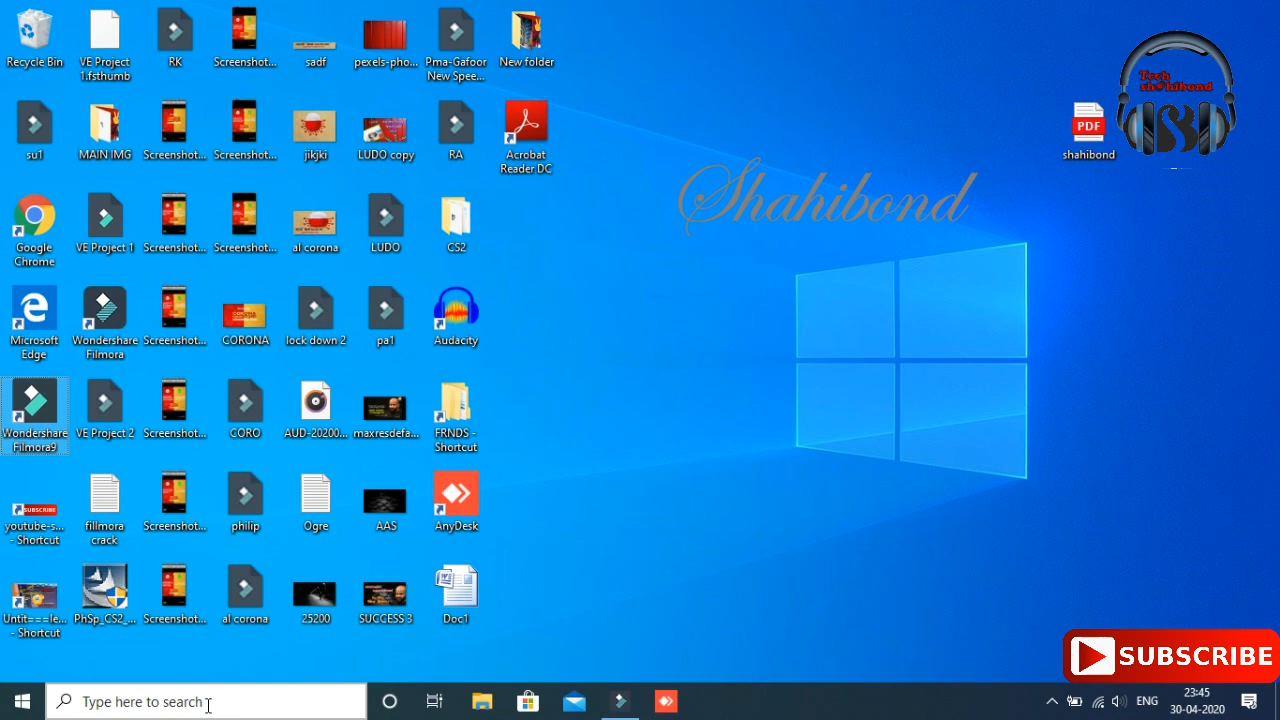 Recycle Bin
VE Project
1.fsthumb
RK
Screenshot...
sadf
pexels-pho...
Pma-Gafoor
New Spee...
New folder
Tech
sh@hibond
su1
MAIN IMG
Screenshot...
Screenshot...
jikjki
LUDO copy
RA
Acrobat
Reader DC
PDF
shahibond
Shahibond
Google
Chrome
VE Project 1
Screenshot...
Screenshot...
al corona
LUDO
CS2
Microsoft
Edge
Wondershare
Filmora
Screenshot...
CORONA
lock down 2
pa1
Audacity
Wondershare
Filmora9
VE Project 2
Screenshot...
CORO
AUD-20200...
maxresdefa...
FRNDS -
Shortcut
SUBSCRIBE
youtube-s...
- Shortcut
fillmora
crack
Screenshot...
philip
Ogre
AAS
AnyDesk
Untit===le...
- Shortcut
PhSp_CS2_...
Screenshot...
al corona
25200
SUCCESS 3
Doc1
SUBSCRIBE
Type here to search
ENG
23:45
30-04-2020